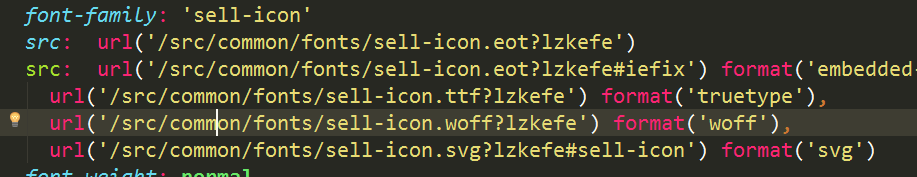 font-family: 'sell-icon'
src:  url('/src/common/fonts/sell-icon.eot?lzkefe')
src:  url('/src/common/fonts/sell-icon.eot?lzkefe#iefix') format('embedded-
url('/src/common/fonts/sell-icon.ttf?lzkefe') format('truetype'),
url('/src/common/fonts/sell-icon.woff?lzkefe') format('woff'),
url('/src/common/fonts/sell-icon.svg?lzkefe#sell-icon') format('svg')
font-weight: normal